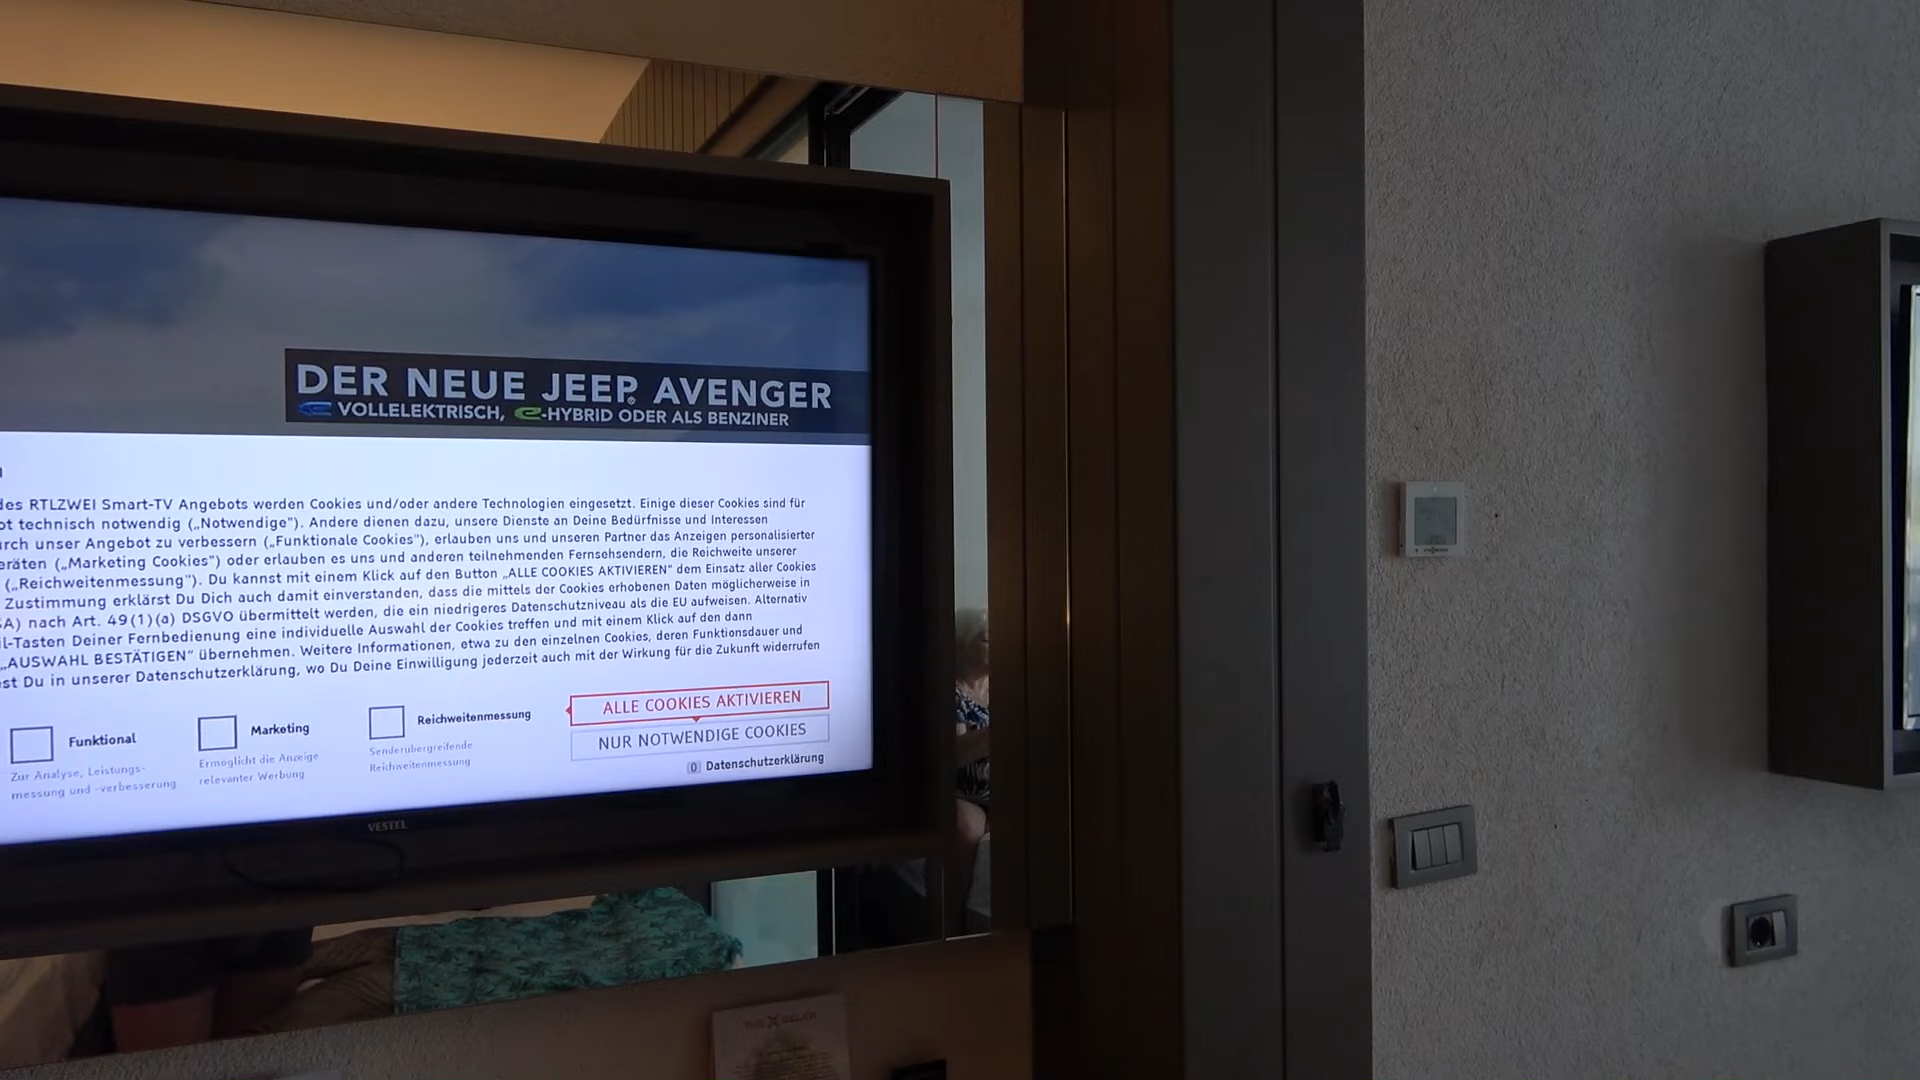 DER NEUE JEEP® AVENGER
VOLLELEKTRISCH, e-HYBRID ODER ALS BENZINER
des RTLZWEI Smart-TV Angebots werden Cookies und/oder andere Technologien eingesetzt. Einige dieser Cookies sind für
ot technisch notwendig („Notwendige"). Andere dienen dazu, unsere Dienste an Deine Bedürfnisse und Interessen
urch unser Angebot zu verbessern („Funktionale Cookies"), erlauben uns und unseren Partner das Anzeigen personalisierter
eräten („Marketing Cookies") oder erlauben es uns und anderen teilnehmenden Fernsehsendern, die Reichweite unserer
(„Reichweitenmessung"). Du kannst mit einem Klick auf den Button „ALLE COOKIES AKTIVIEREN" dem Einsatz aller Cookies
Zustimmung erklärst Du Dich auch damit einverstanden, dass die mittels der Cookies erhobenen Daten möglicherweise in
SA) nach Art. 49(1)(a) DSGVO übermittelt werden, die ein niedrigeres Datenschutzniveau als die EU aufweisen. Alternativ
il-Tasten Deiner Fernbedienung eine individuelle Auswahl der Cookies treffen und mit einem Klick auf den dann
„AUSWAHL BESTÄTIGEN" übernehmen. Weitere Informationen, etwa zu den einzelnen Cookies, deren Funktionsdauer und
est Du in unserer Datenschutzerklärung, wo Du Deine Einwilligung jederzeit auch mit der Wirkung für die Zukunft widerrufen
Funktional
Zur Analyse, Leistungs-
messung und -verbesserung
Marketing
Ermöglicht die Anzeige
relevanter Werbung
Reichweitenmessung
Senderübergreifende
Reichweitenmessung
ALLE COOKIES AKTIVIEREN
NUR NOTWENDIGE COOKIES
0 Datenschutzerklärung
VESTEL